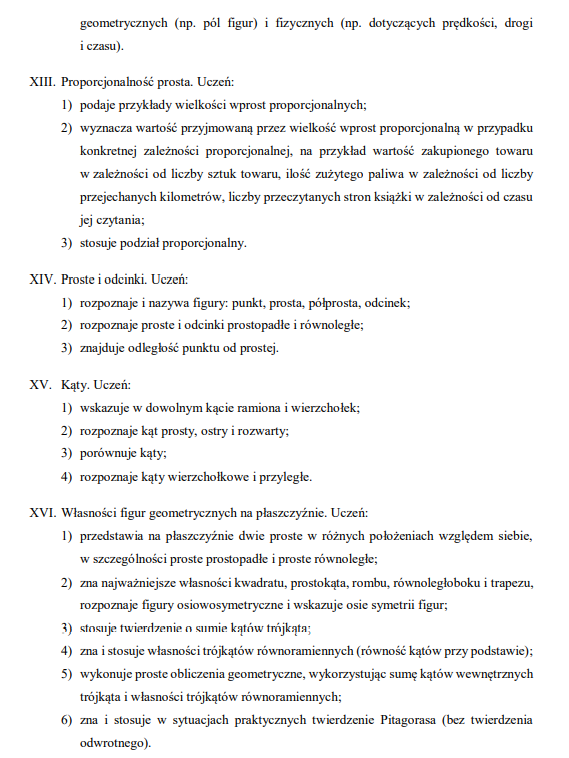 geometrycznych (np. pól figur) i fizycznych (np. dotyczących prędkości, drogi
i czasu).
XIII. Proporcjonalność prosta. Uczeń:
1) podaje przykłady wielkości wprost proporcjonalnych;
2) wyznacza wartość przyjmowaną przez wielkość wprost proporcjonalną w przypadku
konkretnej zależności proporcjonalnej, na przykład wartość zakupionego towaru
w zależności od liczby sztuk towaru, ilość zużytego paliwa w zależności od liczby
przejechanych kilometrów, liczby przeczytanych stron książki w zależności od czasu
jej czytania;
3) stosuje podział proporcjonalny.
XIV. Proste i odcinki. Uczeń:
1) rozpoznaje i nazywa figury: punkt, prosta, półprosta, odcinek;
2) rozpoznaje proste i odcinki prostopadłe i równoległe;
3) znajduje odległość punktu od prostej.
XV. Kąty. Uczeń:
1) wskazuje w dowolnym kącie ramiona i wierzchołek;
2) rozpoznaje kąt prosty, ostry i rozwarty;
3) porównuje kąty;
4) rozpoznaje kąty wierzchołkowe i przyległe.
XVI. Własności figur geometrycznych na płaszczyźnie. Uczeń:
1) przedstawia na płaszczyźnie dwie proste w różnych położeniach względem siebie,
w szczególności proste prostopadłe i proste równoległe;
2) zna najważniejsze własności kwadratu, prostokąta, rombu, równoległoboku i trapezu,
rozpoznaje figury osiowosymetryczne i wskazuje osie symetrii figur;
3) stosuje twierdzenie o sumie kątów trójkąta;
4) zna i stosuje własności trójkątów równoramiennych (równość kątów przy podstawie);
5) wykonuje proste obliczenia geometryczne, wykorzystując sumę kątów wewnętrznych
trójkąta i własności trójkątów równoramiennych;
6) zna i stosuje w sytuacjach praktycznych twierdzenie Pitagorasa (bez twierdzenia
odwrotnego).